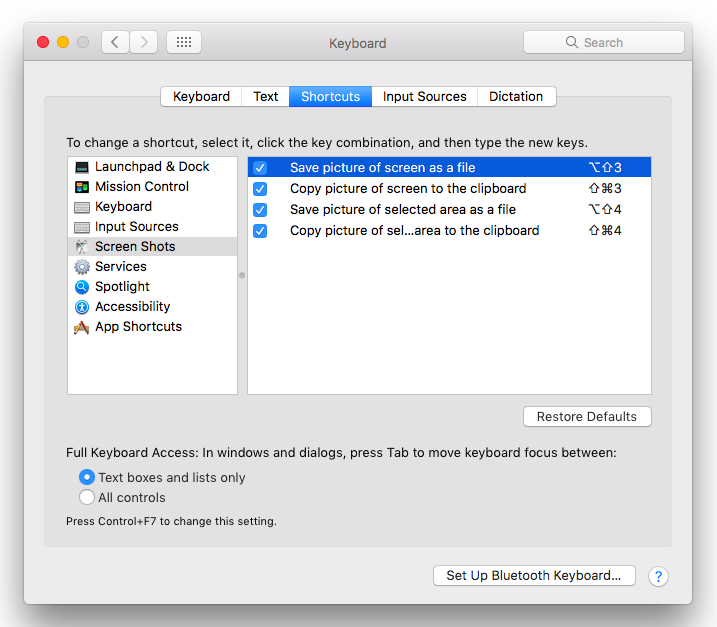 Keyboard
Search
Keyboard Text Shortcuts Input Sources Dictation
To change a shortcut, select it, click the key combination, and then type the new keys.
Launchpad & Dock
Mission Control
Keyboard
Input Sources
Screen Shots
Services
Spotlight
Accessibility
App Shortcuts
Save picture of screen as a file ⌥⇧3
Copy picture of screen to the clipboard ⇧⌘3
Save picture of selected area as a file ⌥⇧4
Copy picture of sel...area to the clipboard ⇧⌘4
Restore Defaults
Full Keyboard Access: In windows and dialogs, press Tab to move keyboard focus between:
Text boxes and lists only
All controls
Press Control+F7 to change this setting.
Set Up Bluetooth Keyboard... ?